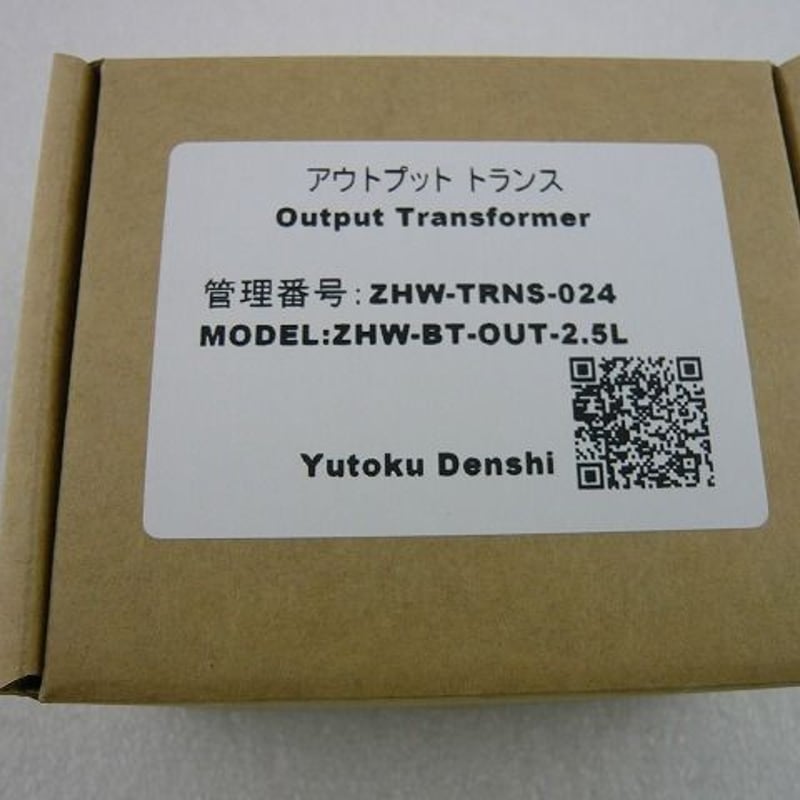 アウトプット トランス
Output Transformer
管理番号:ZHW-TRNS-024
MODEL:ZHW-BT-OUT-2.5L
Yutoku Denshi